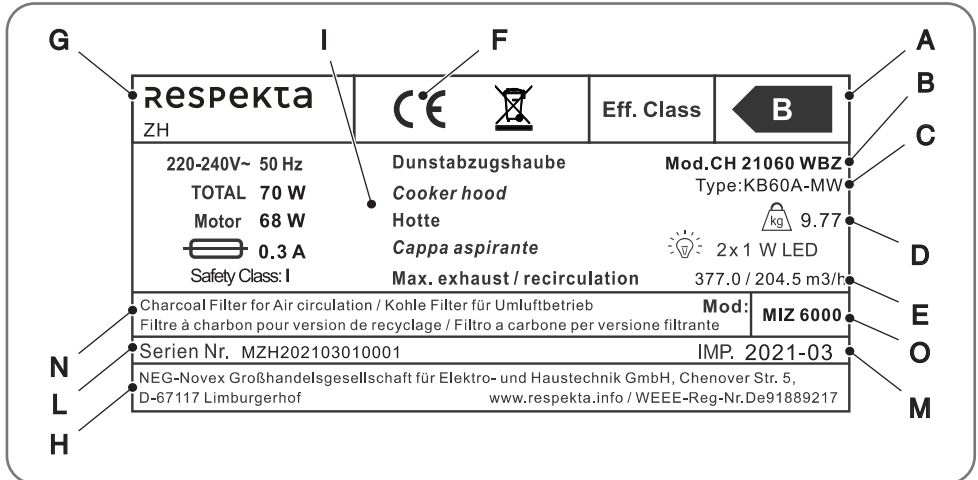 G I F A
B
C
D
E
O
M
N
L
H
Respekta
ZH
CE
Eff. Class
B
220-240V~ 50 Hz
TOTAL 70 W
Motor 68 W
0.3 A
Safety Class: I
Dunstabzugshaube
Cooker hood
Hotte
Cappa aspirante
Max. exhaust / recirculation
Mod.CH 21060 WBZ
Type:KB60A-MW
kg 9.77
2x1 W LED
377.0 / 204.5 m3/h
Charcoal Filter for Air circulation / Kohle Filter für Umluftbetrieb
Filtre à charbon pour version de recyclage / Filtro a carbone per versione filtrante
Mod:
MIZ 6000
Serien Nr. MZH202103010001
IMP. 2021-03
NEG-Novex Großhandelsgesellschaft für Elektro- und Haustechnik GmbH, Chenover Str. 5,
D-67117 Limburgerhof www.respekta.info / WEEE-Reg-Nr.De91889217